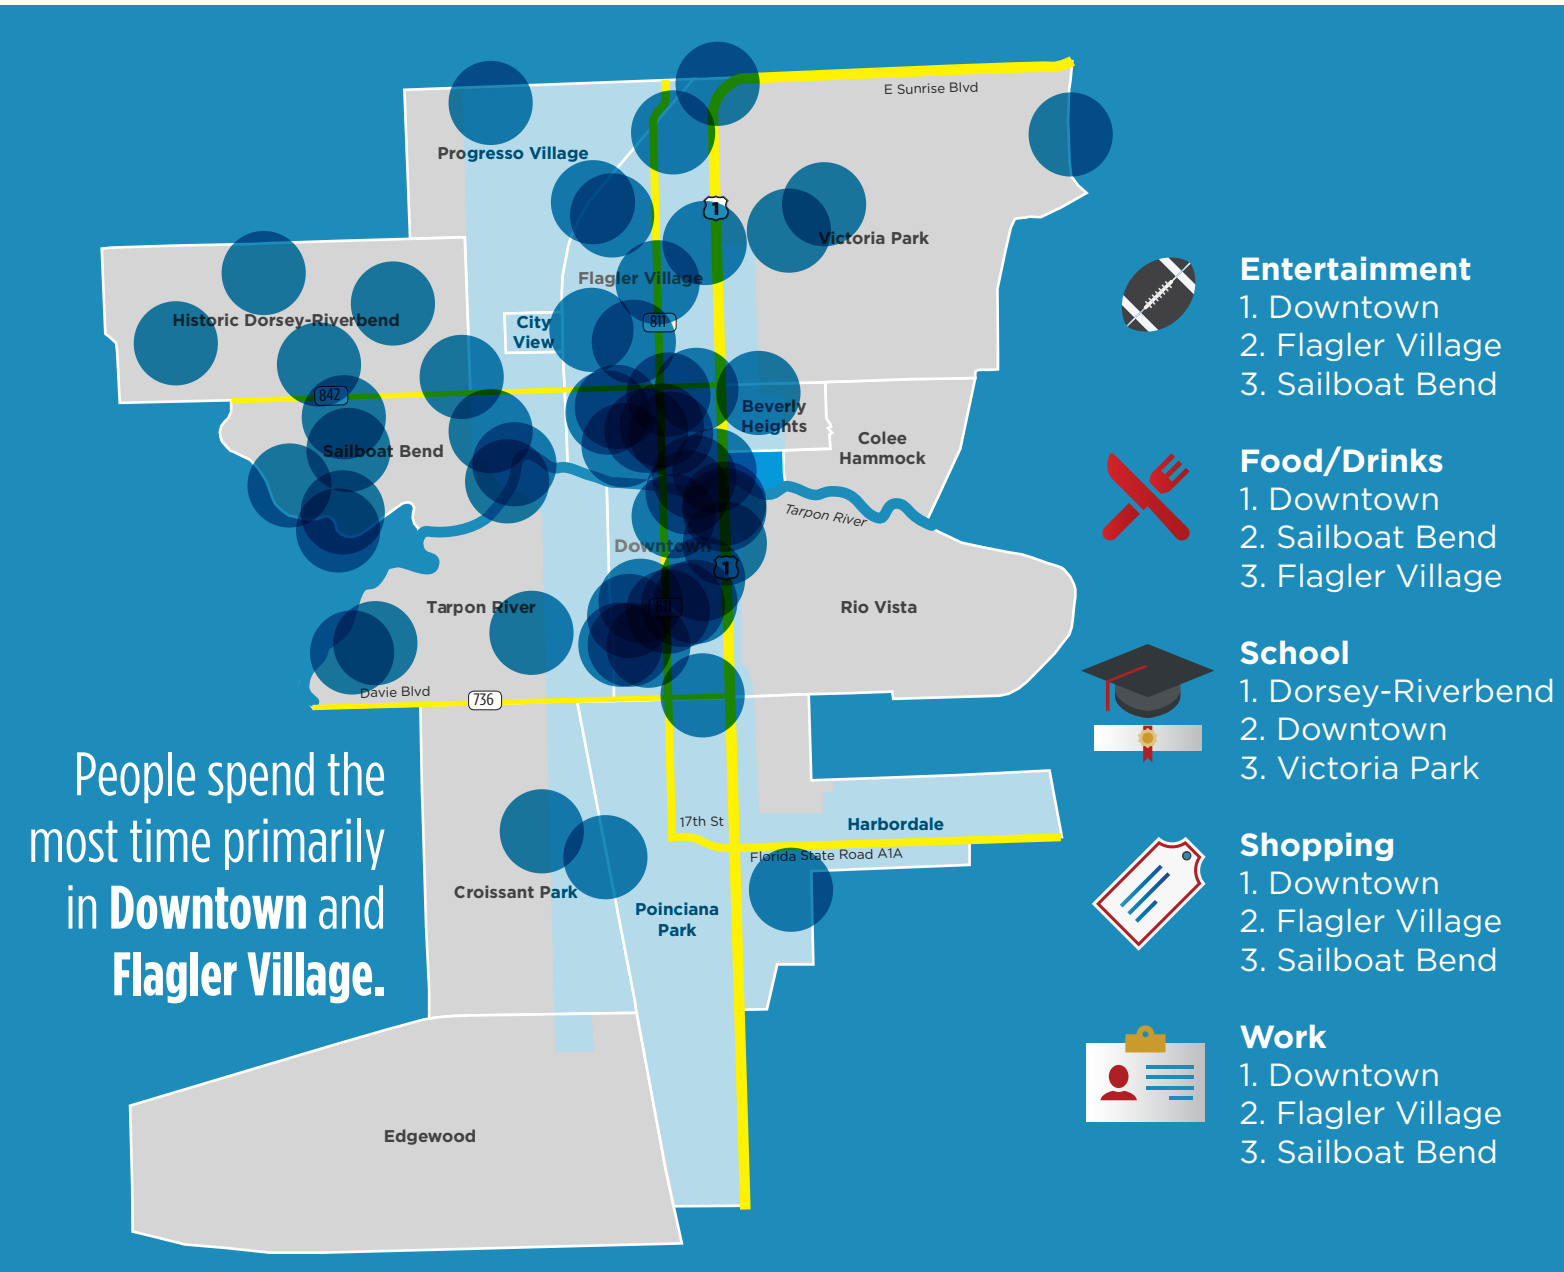 E Sunrise Blvd
Progresso Village
1
Victoria Park
Flagler Village
Historic Dorsey-Riverbend
City
View
811
842
Beverly
Heights
Colee
Hammock
Sailboat Bend
Tarpon River
Downtown
1
811
Tarpon River
Rio Vista
Davie Blvd
736
17th St
Harbordale
Florida State Road A1A
Croissant Park
Poinciana
Park
Edgewood
People spend the
most time primarily
in Downtown and
Flagler Village.
Entertainment
1. Downtown
2. Flagler Village
3. Sailboat Bend
Food/Drinks
1. Downtown
2. Sailboat Bend
3. Flagler Village
School
1. Dorsey-Riverbend
2. Downtown
3. Victoria Park
Shopping
1. Downtown
2. Flagler Village
3. Sailboat Bend
Work
1. Downtown
2. Flagler Village
3. Sailboat Bend